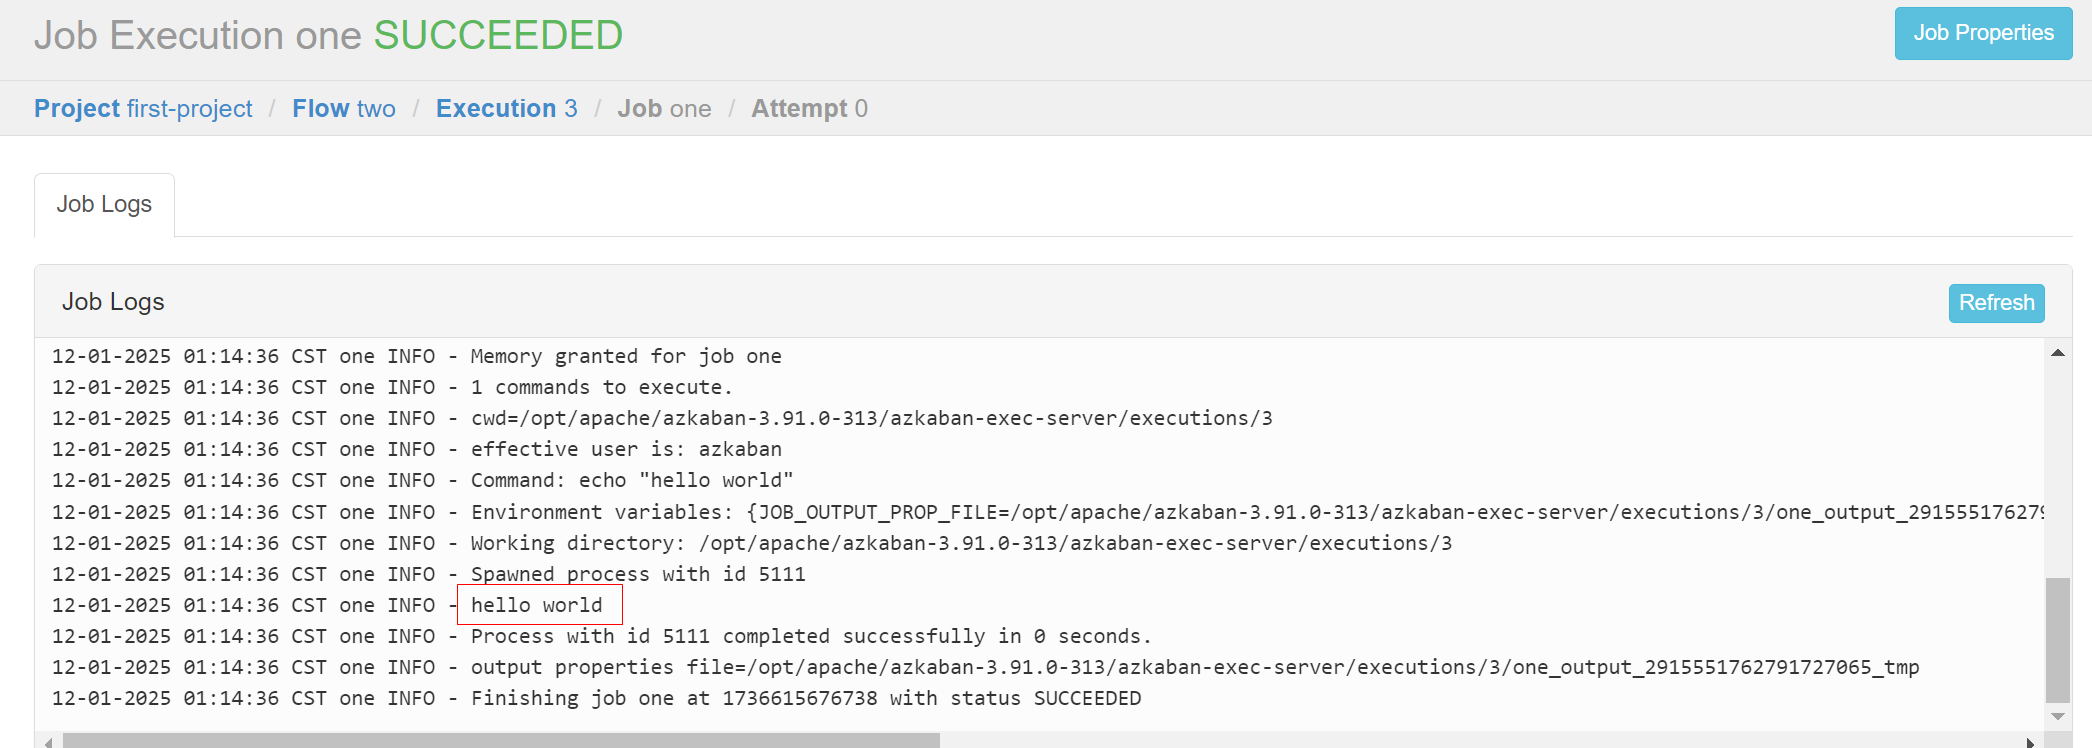 Job Execution one SUCCEEDED
Job Properties
Project first-project / Flow two / Execution 3 / Job one / Attempt 0
Job Logs
Job Logs
Refresh
12-01-2025 01:14:36 CST one INFO - Memory granted for job one
12-01-2025 01:14:36 CST one INFO - 1 commands to execute.
12-01-2025 01:14:36 CST one INFO - cwd=/opt/apache/azkaban-3.91.0-313/azkaban-exec-server/executions/3
12-01-2025 01:14:36 CST one INFO - effective user is: azkaban
12-01-2025 01:14:36 CST one INFO - Command: echo "hello world"
12-01-2025 01:14:36 CST one INFO - Environment variables: {JOB_OUTPUT_PROP_FILE=/opt/apache/azkaban-3.91.0-313/azkaban-exec-server/executions/3/one_output_291555176279
12-01-2025 01:14:36 CST one INFO - Working directory: /opt/apache/azkaban-3.91.0-313/azkaban-exec-server/executions/3
12-01-2025 01:14:36 CST one INFO - Spawned process with id 5111
12-01-2025 01:14:36 CST one INFO - hello world
12-01-2025 01:14:36 CST one INFO - Process with id 5111 completed successfully in 0 seconds.
12-01-2025 01:14:36 CST one INFO - output properties file=/opt/apache/azkaban-3.91.0-313/azkaban-exec-server/executions/3/one_output_2915551762791727065_tmp
12-01-2025 01:14:36 CST one INFO - Finishing job one at 1736615676738 with status SUCCEEDED